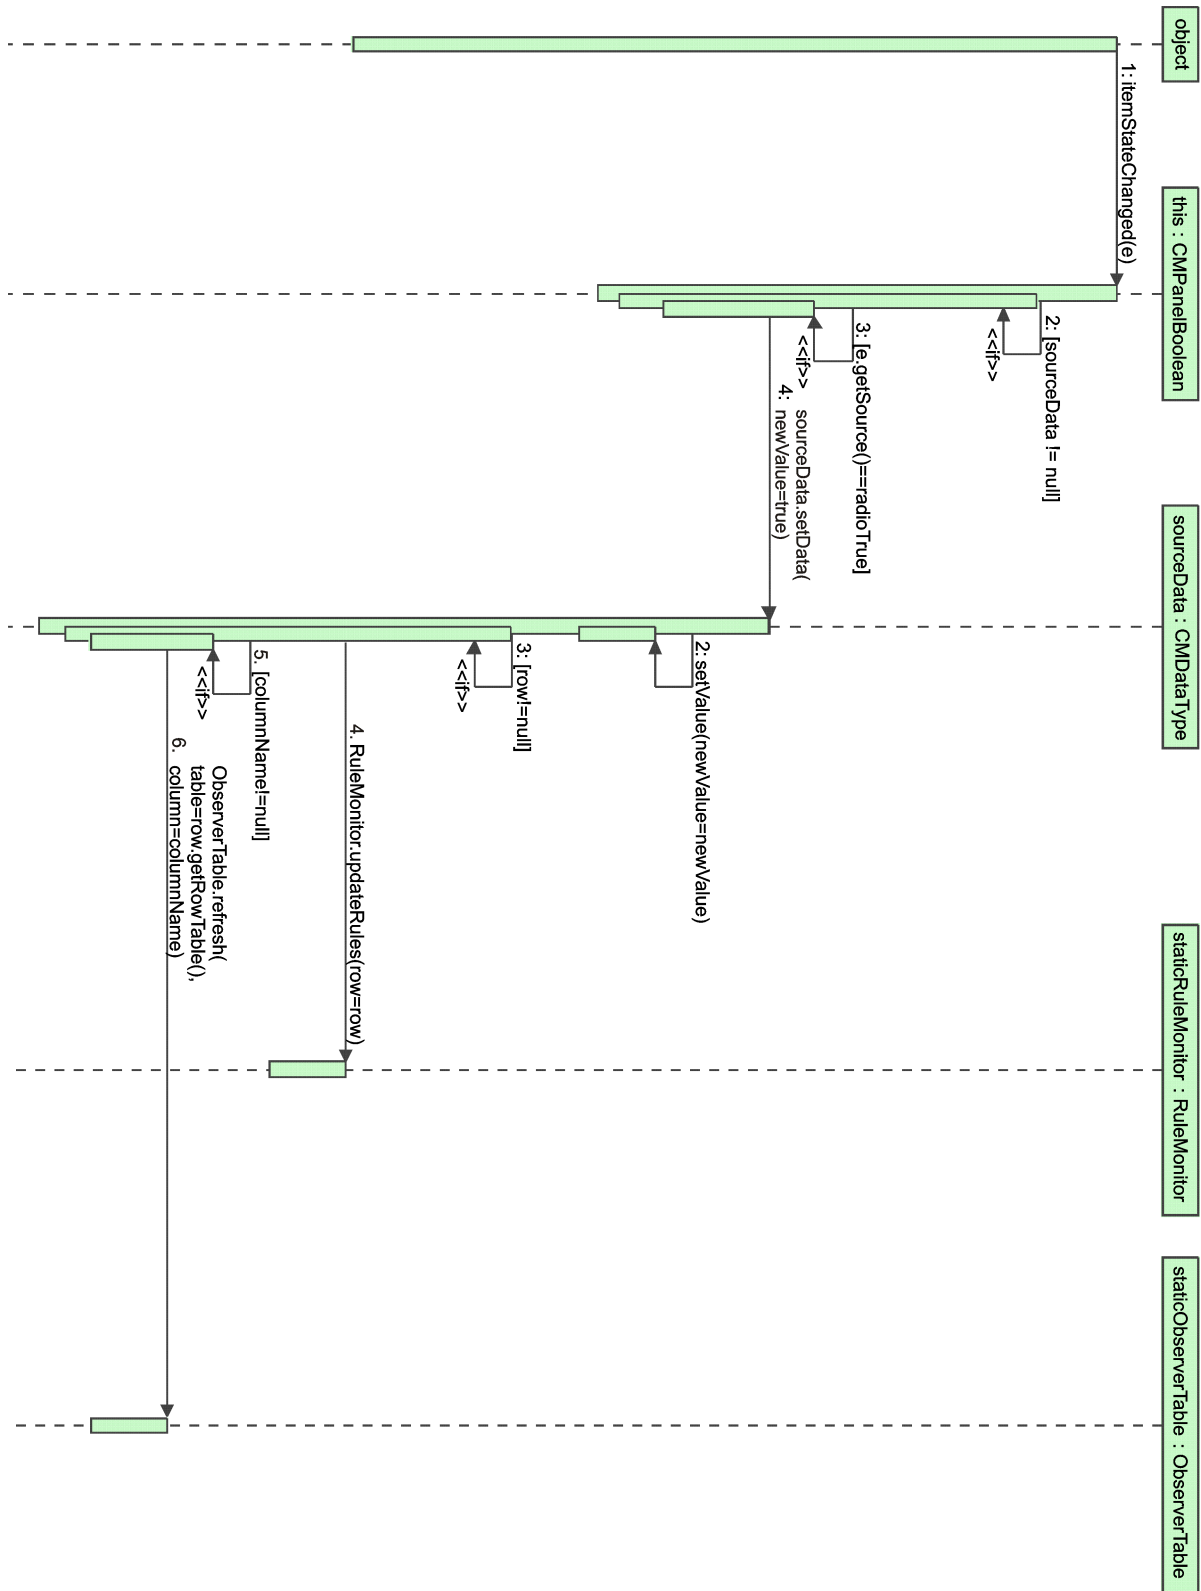 object
this : CMPanelBoolean
sourceData : CMDataType
staticRuleMonitor : RuleMonitor
staticObserverTable : ObserverTable
1: itemStateChanged(e)
2: [sourceData != null]
<<if>>
3: [e.getSource()==radioTrue]
<<if>>
sourceData.setData(
4: newValue=true)
2: setValue(newValue=newValue)
3: [row!=null]
<<if>>
4. RuleMonitor.updateRules(row=row)
5. [columnName!=null]
<<if>>
ObserverTable.refresh(
table=row.getRowTable(),
6. column=columnName)